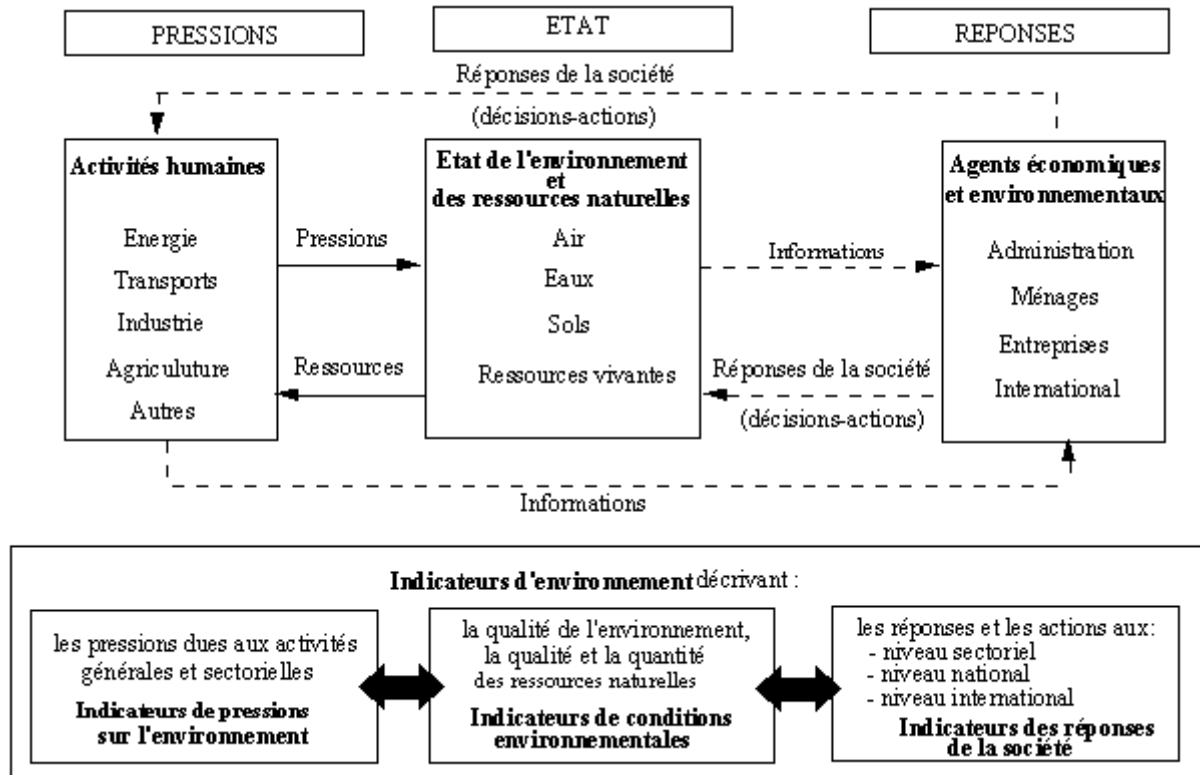 PRESSIONS
ETAT
REPONSES
Réponses de la société
(décisions-actions)
Activités humaines
Energie
Transports
Industrie
Agriculuture
Autres
Pressions
Ressources
Etat de l'environnement
et
des ressources naturelles
Air
Eaux
Sols
Ressources vivantes
Informations
Réponses de la société
(décisions-actions)
Agents économiques
et environnementaux
Administration
Ménages
Entreprises
International
Informations
Indicateurs d'environnement décrivant :
les pressions dues aux activités
générales et sectorielles
Indicateurs de pressions
sur l'environnement
la qualité de l'environnement,
la qualité et la quantité
des ressources naturelles
Indicateurs de conditions
environnementales
les réponses et les actions aux:
- niveau sectoriel
- niveau national
- niveau international
Indicateurs des réponses
de la société